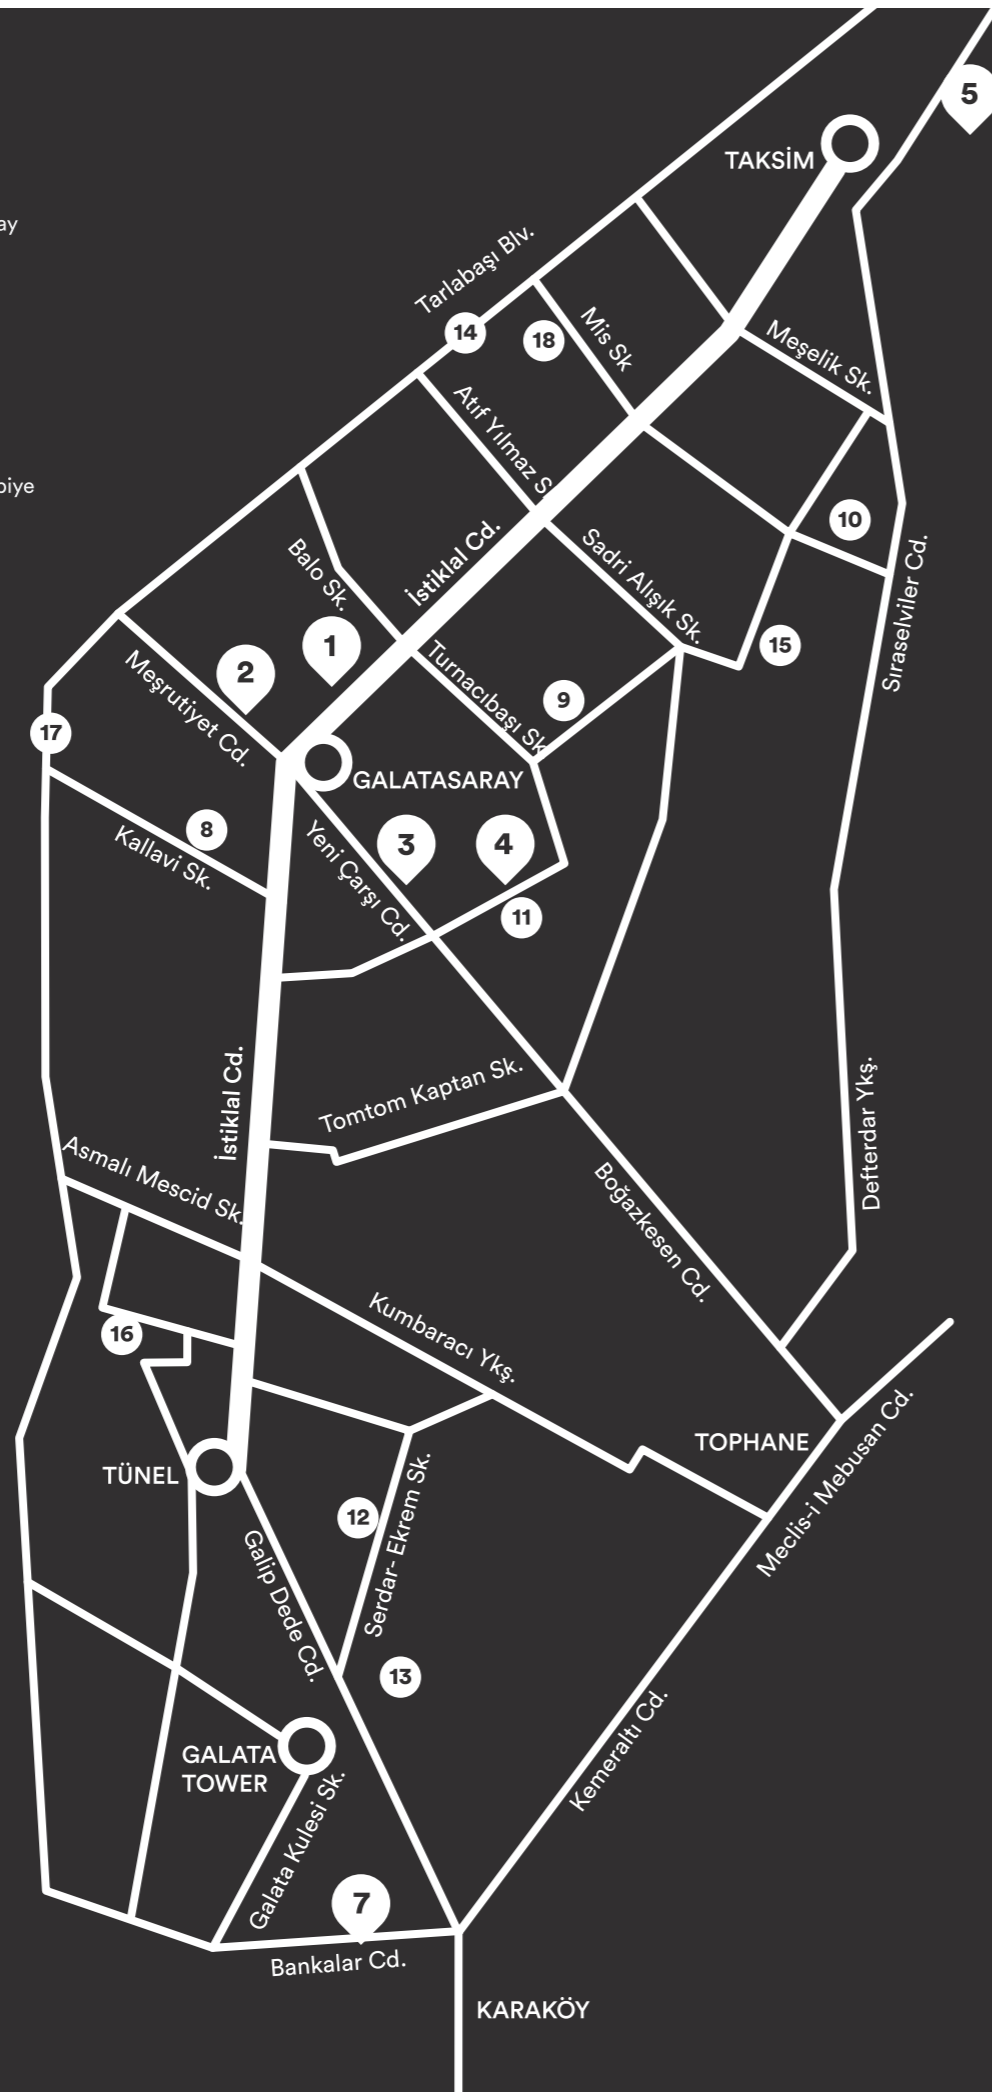 5
TAKSİM
ay
Tarlabaşı Blv.
14
18
Mis Sk
Meşelik Sk.
Atıf Yılmaz S
biye
10
İstiklal Cd.
Sadri Alışık Sk.
Balo Sk.
Sıraselviler Cd.
1
15
2
Turnacıbaşı Sk
Meşrutiyet Cd.
9
17
GALATASARAY
8
Kallavi Sk.
Yeni Çarşı Cd.
3
4
11
İstiklal Cd.
Tomtom Kaptan Sk.
Defterdar Ykş.
Asmalı Mescid Sk.
Boğazkesen Cd.
16
Kumbaracı Ykş.
TÜNEL
TOPHANE
Meclis-i Mebusan Cd.
12
Serdar- Ekrem Sk.
Galip Dede Cd.
13
GALATA
TOWER
Kemeraltı Cd.
Galata Kulesi Sk.
7
Bankalar Cd.
KARAKÖY